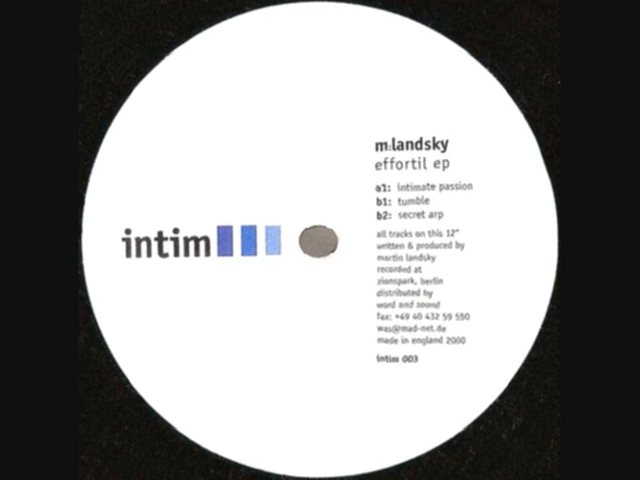 intim
m:landsky
effortil ep
a1: intimate passion
b1: tumble
b2: secret arp
all tracks on this 12"
written & produced by
martin landsky
recorded at
zionspark, berlin
distributed by
word and sound
fax: +49 40 432 59 550
was@mad-net.de
made in england 2000
intim 003